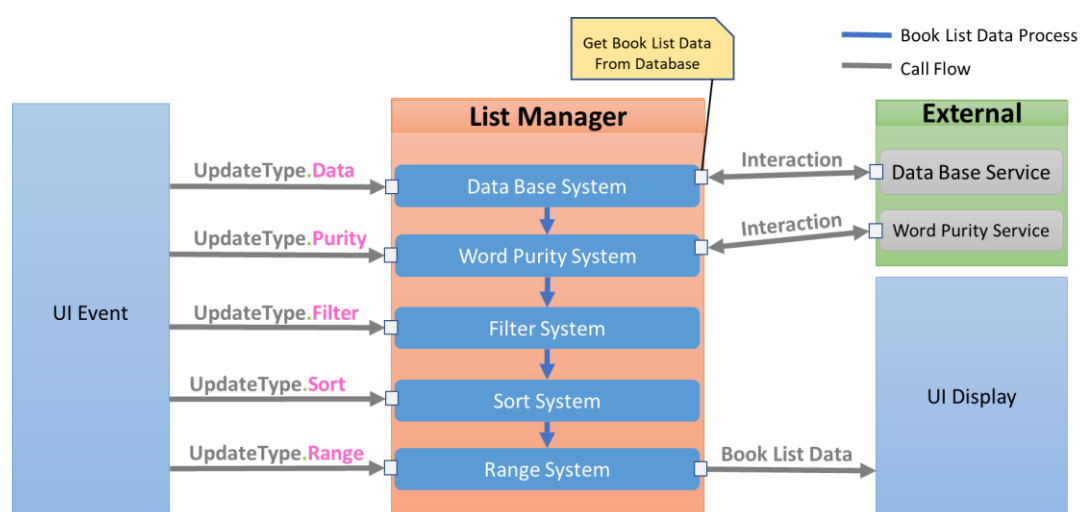 Get Book List Data
From Database
Book List Data Process
Call Flow
List Manager
External
UI Event
UpdateType.Data
UpdateType.Purity
UpdateType.Filter
UpdateType.Sort
UpdateType.Range
Data Base System
Word Purity System
Filter System
Sort System
Range System
Interaction
Interaction
Book List Data
Data Base Service
Word Purity Service
UI Display